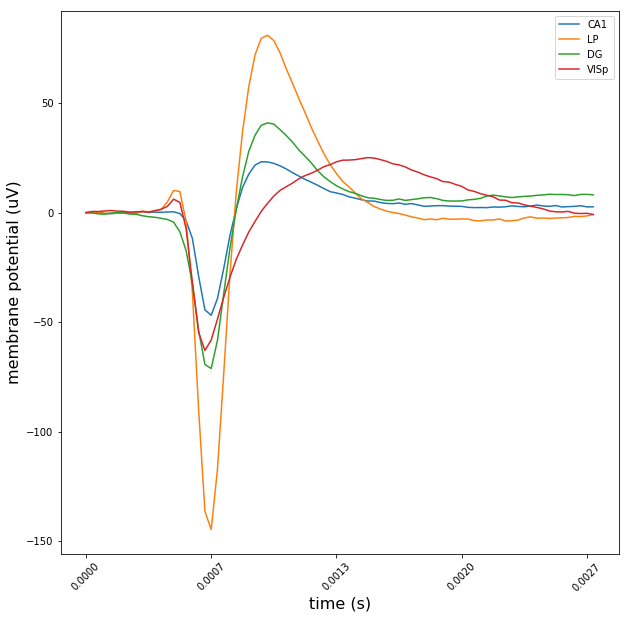 CA1
LP
DG
VISp
membrane potential (uV)
50
0
−50
−100
−150
0.0000
0.0007
0.0013
0.0020
0.0027
time (s)